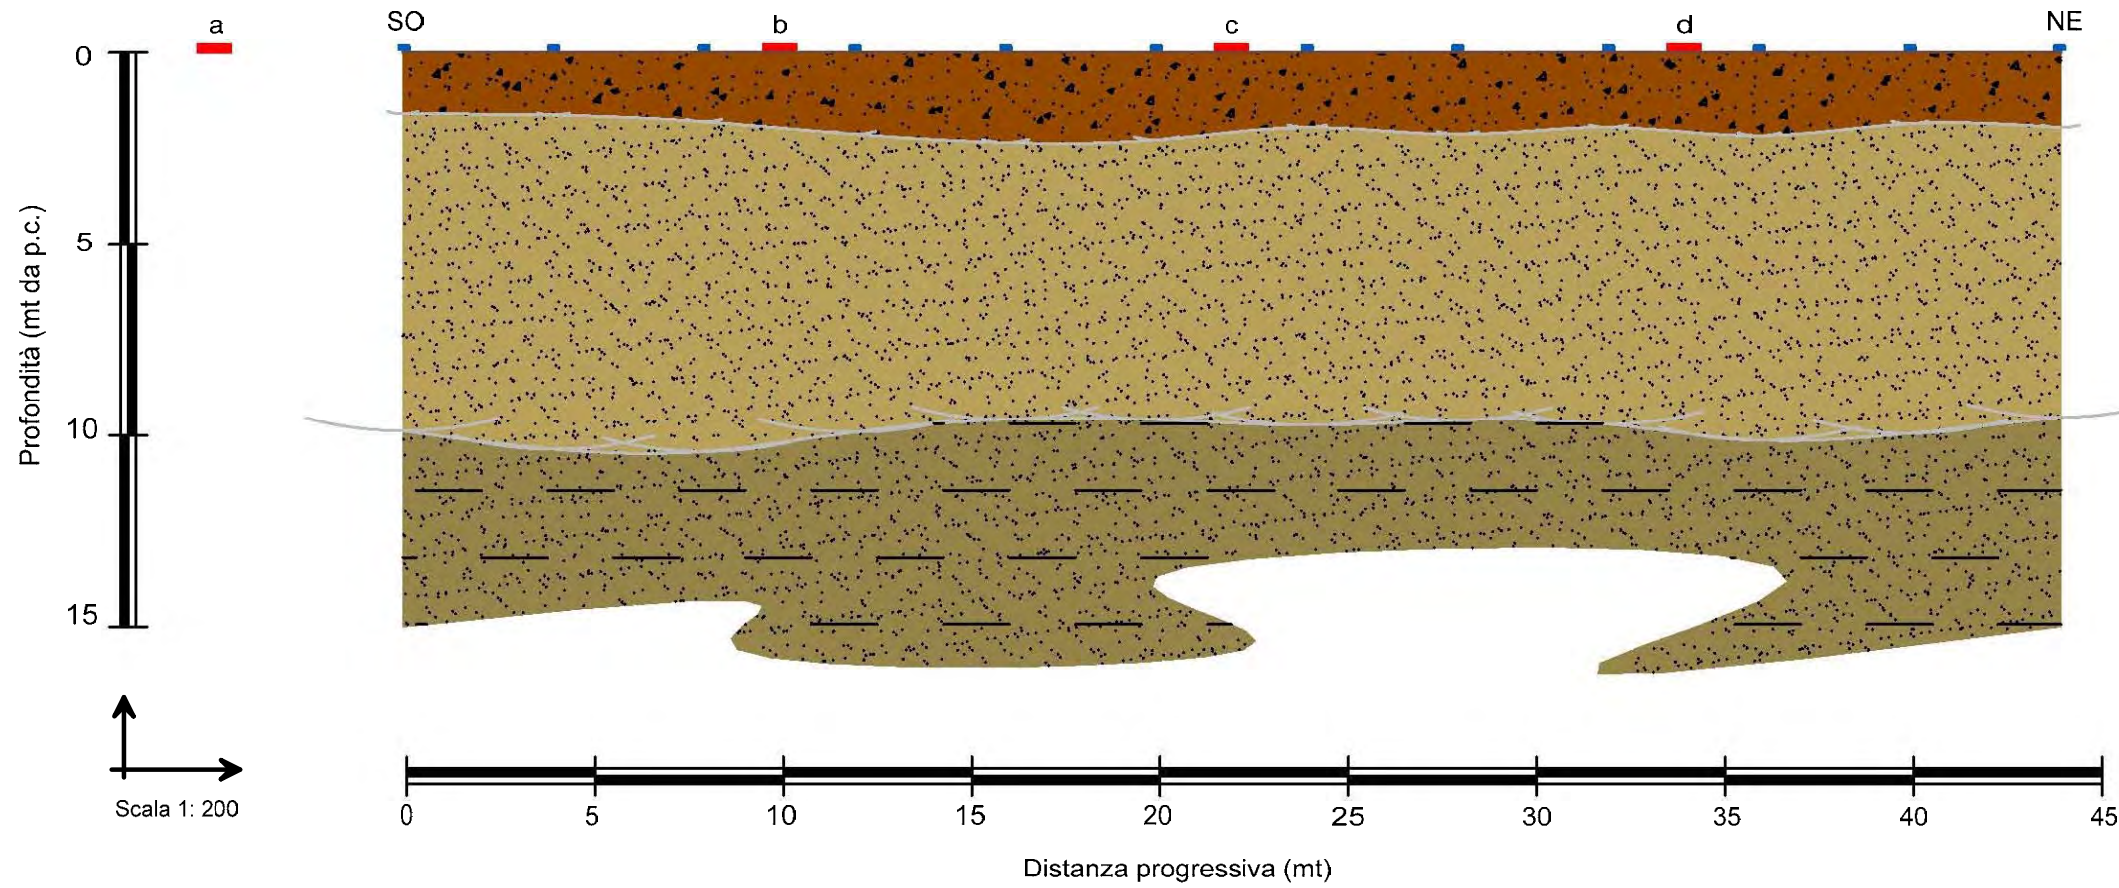 a SO b c d NE
0
5
10
15
Profondità (mt da p.c.)
Scala 1: 200
0 5 10 15 20 25 30 35 40 45
Distanza progressiva (mt)